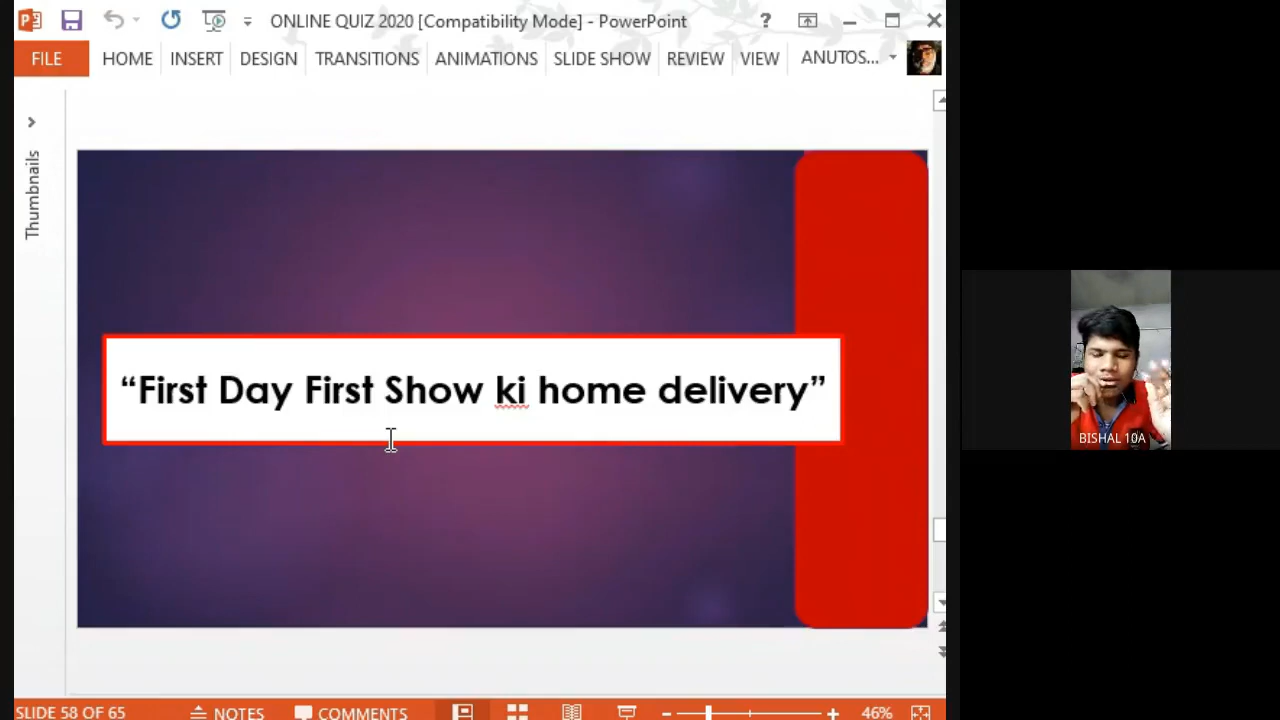 ONLINE QUIZ 2020 [Compatibility Mode] - PowerPoint
FILE HOME INSERT DESIGN TRANSITIONS ANIMATIONS SLIDE SHOW REVIEW VIEW ANUTOS...
Thumbnails
“First Day First Show ki home delivery”
BISHAL 10A
SLIDE 58 OF 65 NOTES COMMENTS 46%